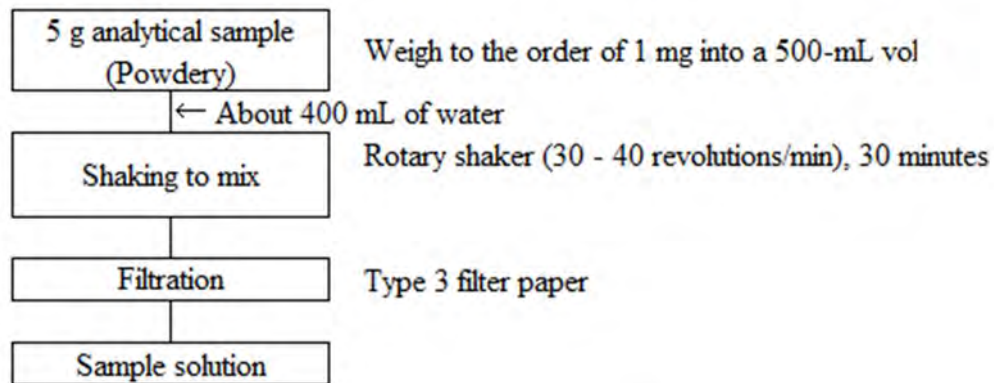 5 g analytical sample
(Powdery)
Weigh to the order of 1 mg into a 500-mL vol
← About 400 mL of water
Shaking to mix
Rotary shaker (30 - 40 revolutions/min), 30 minutes
Filtration
Type 3 filter paper
Sample solution